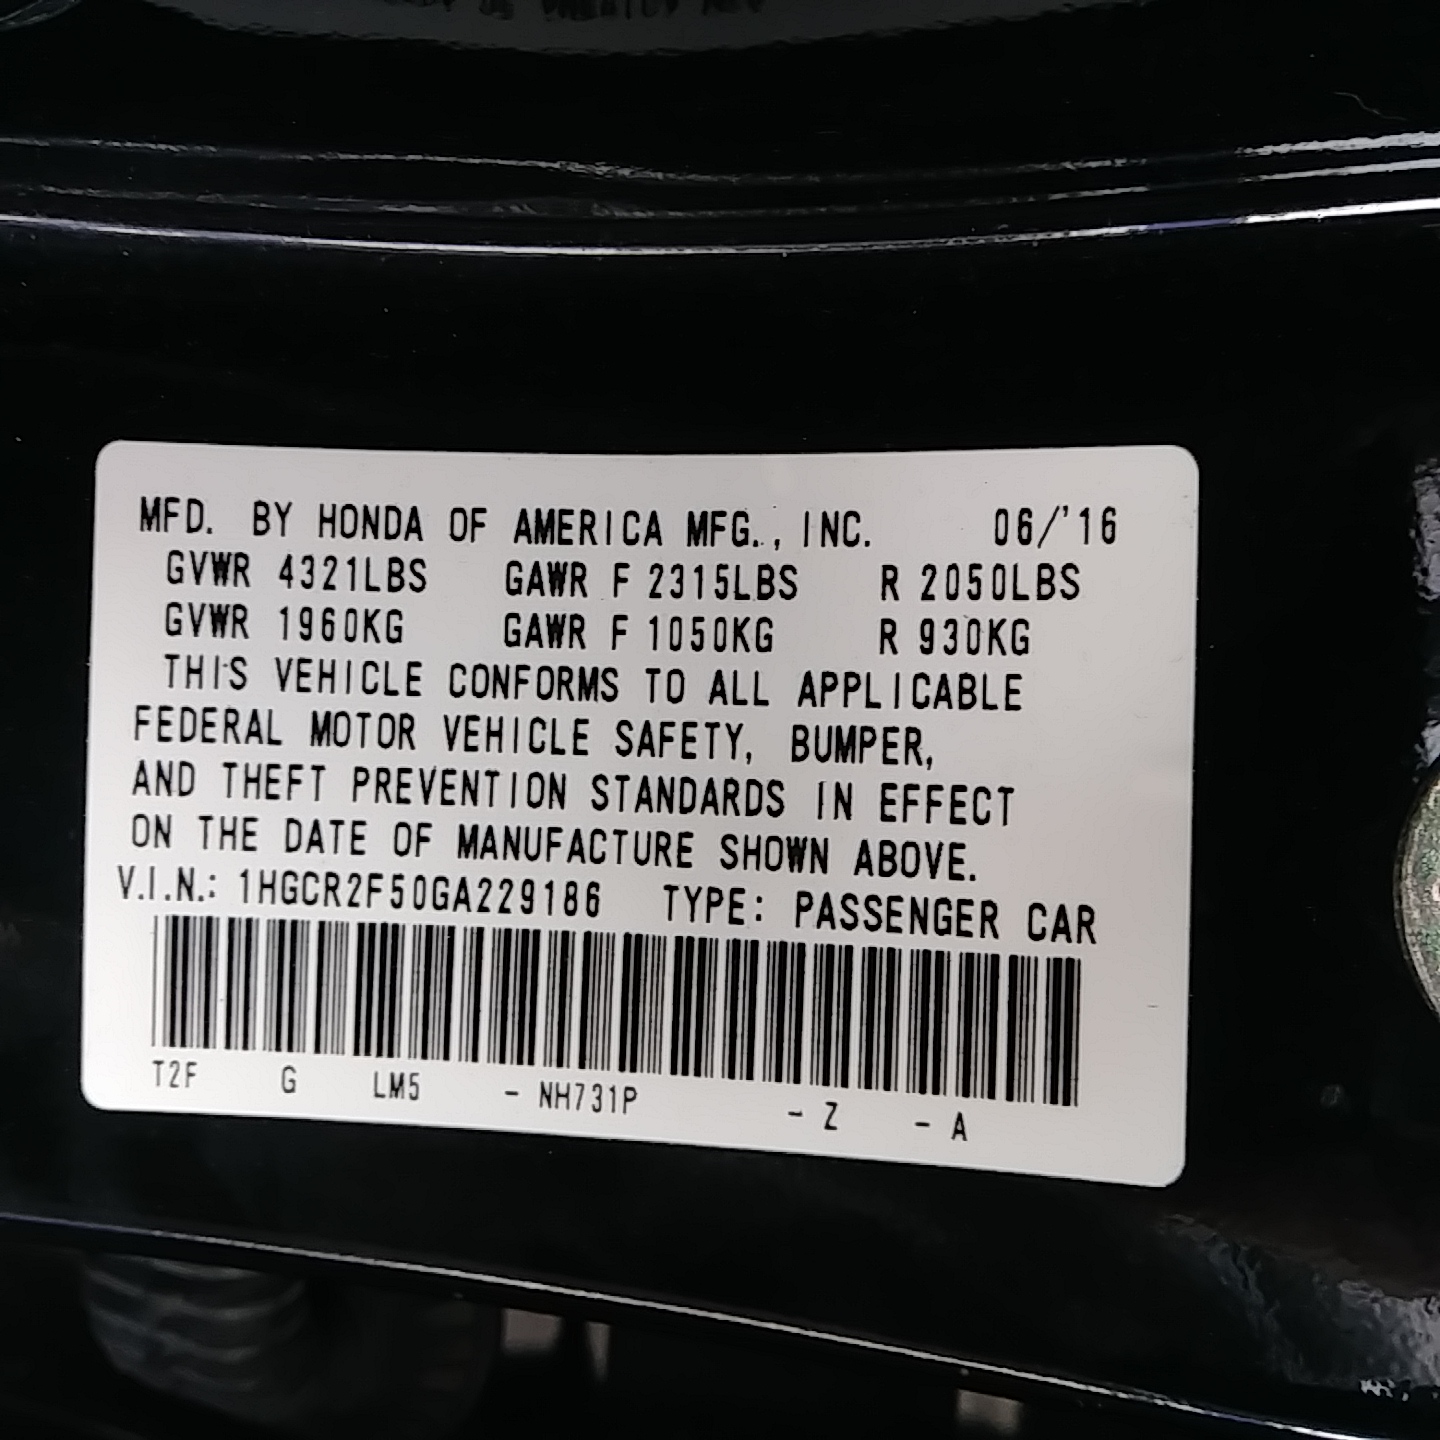 MFD. BY HONDA OF AMERICA MFG., INC. 06/'16
GVWR 4321LBS GAWR F 2315LBS R 2050LBS
GVWR 1960KG GAWR F 1050KG R 930KG
THIS VEHICLE CONFORMS TO ALL APPLICABLE
FEDERAL MOTOR VEHICLE SAFETY, BUMPER,
AND THEFT PREVENTION STANDARDS IN EFFECT
ON THE DATE OF MANUFACTURE SHOWN ABOVE.
V.I.N.: 1HGCR2F50GA229186 TYPE: PASSENGER CAR
T2F G LM5 - NH731P - Z - A